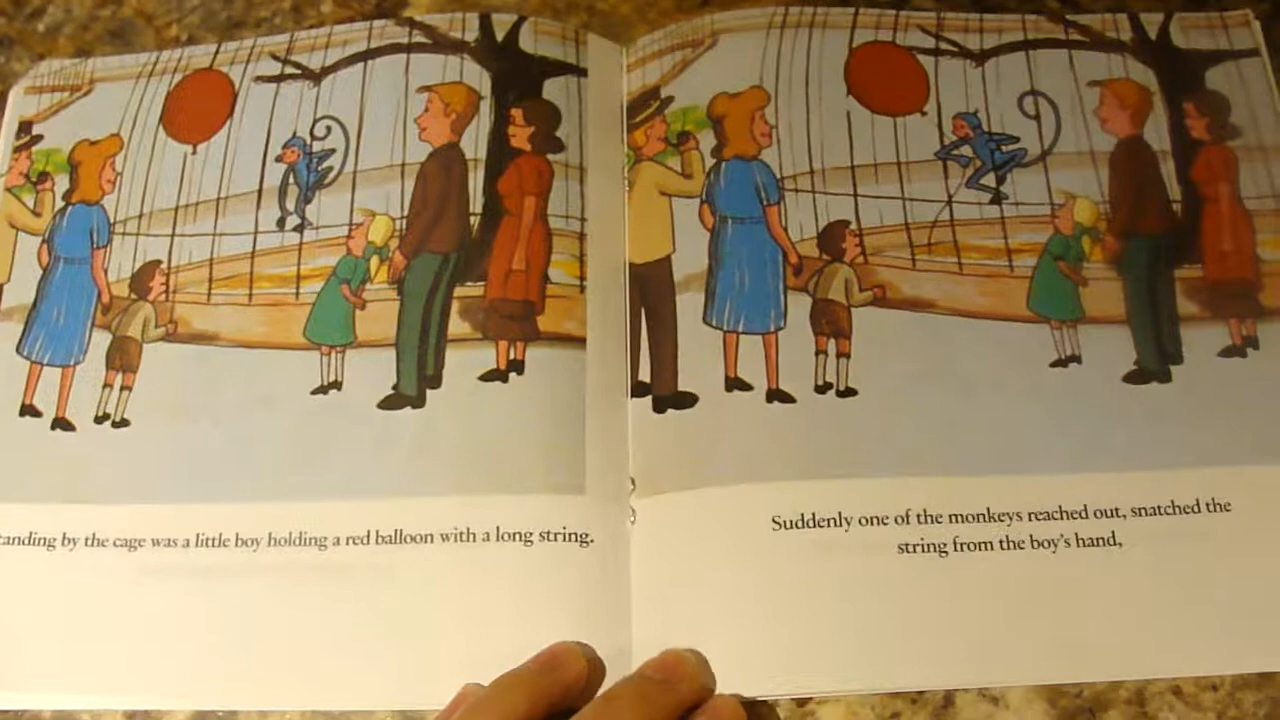 tanding by the cage was a little boy holding a red balloon with a long string.
Suddenly one of the monkeys reached out, snatched the
string from the boy's hand,